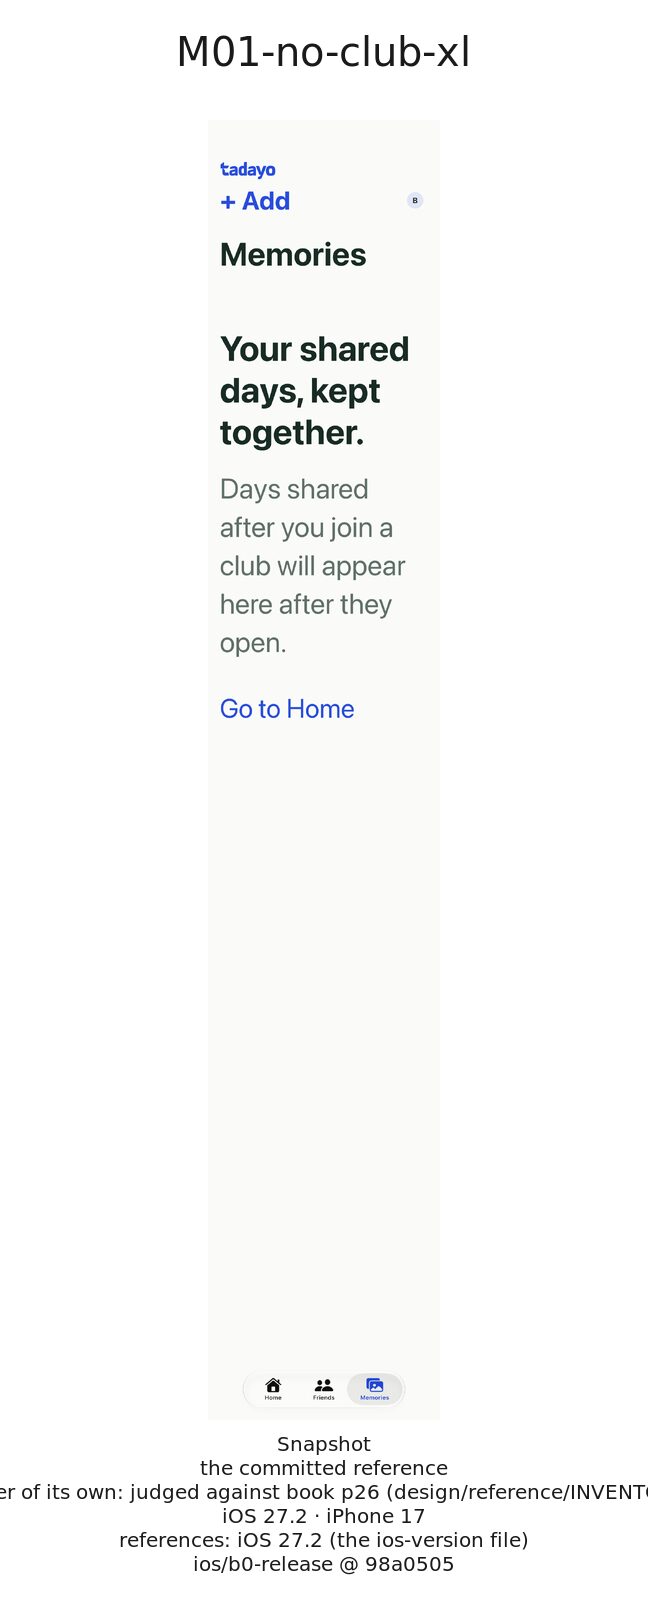 M01-no-club-xl
tadayo
+ Add
B
Memories
Your shared
days, kept
together.
Days shared
after you join a
club will appear
here after they
open.
Go to Home
Home
Friends
Memories
Snapshot
the committed reference
er of its own: judged against book p26 (design/reference/INVENT
iOS 27.2 · iPhone 17
references: iOS 27.2 (the ios-version file)
ios/b0-release @ 98a0505